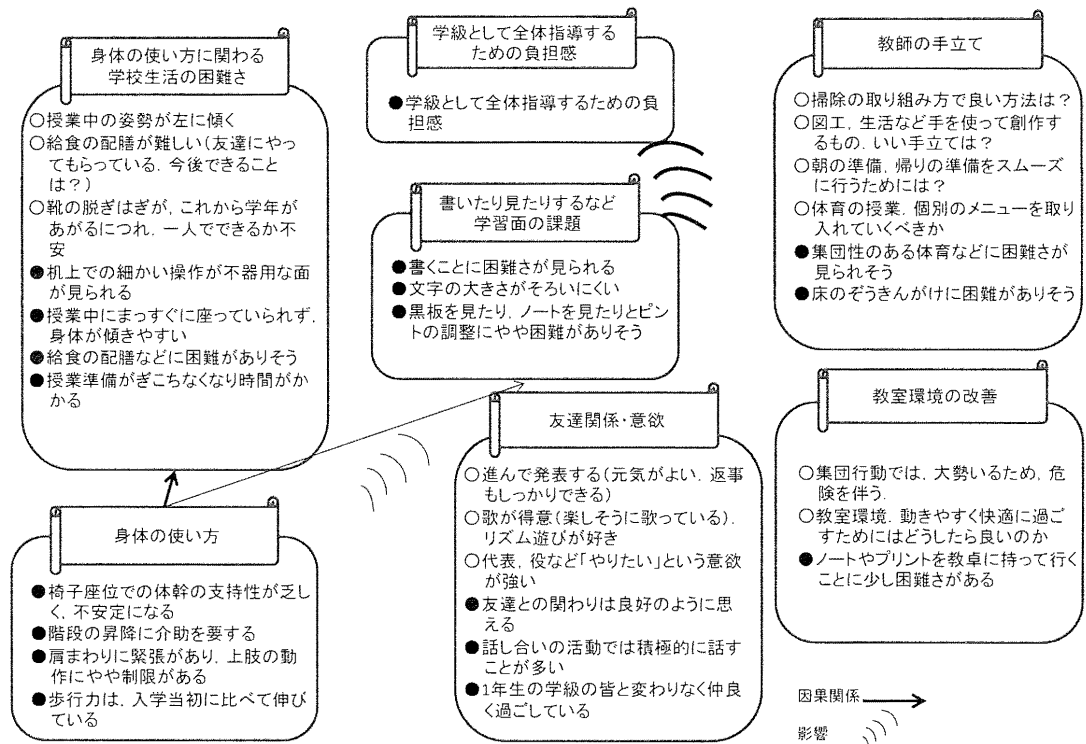 身体の使い方に関わる
学校生活の困難さ
○授業中の姿勢が左に傾く
○給食の配膳が難しい（友達にやっ
てもらっている．今後できること
は？）
○靴の脱ぎはぎが，これから学年が
あがるにつれ，一人でできるか不
安
●机上での細かい操作が不器用な面
が見られる
●授業中にまっすぐに座っていられず，
身体が傾きやすい
●給食の配膳などに困難がありそう
●授業準備がぎこちなくなり時間がか
かる
学級として全体指導する
ための負担感
●学級として全体指導するための負
担感
書いたり見たりするなど
学習面の課題
●書くことに困難さが見られる
●文字の大きさがそろいにくい
●黒板を見たり，ノートを見たりとピン
トの調整にやや困難がありそう
教師の手立て
○掃除の取り組み方で良い方法は？
○図工，生活など手を使って創作す
るもの．いい手立ては？
○朝の準備，帰りの準備をスムーズ
に行うためには？
○体育の授業．個別のメニューを取り
入れていくべきか
●集団性のある体育などに困難さが
見られそう
●床のぞうきんがけに困難がありそう
身体の使い方
●椅子座位での体幹の支持性が乏し
く，不安定になる
●階段の昇降に介助を要する
●肩まわりに緊張があり，上肢の動
作にやや制限がある
●歩行力は，入学当初に比べて伸び
ている
友達関係・意欲
○進んで発表する（元気がよい．返事
もしっかりできる）
○歌が得意（楽しそうに歌っている）．
リズム遊びが好き
○代表，役など「やりたい」という意欲
が強い
●友達との関わりは良好のように思
える
●話し合いの活動では積極的に話す
ことが多い
●1年生の学級の皆と変わりなく仲良
く過ごしている
教室環境の改善
○集団行動では，大勢いるため，危
険を伴う．
○教室環境．動きやすく快適に過ご
すためにはどうしたら良いのか
●ノートやプリントを教卓に持って行く
ことに少し困難さがある
因果関係
影響